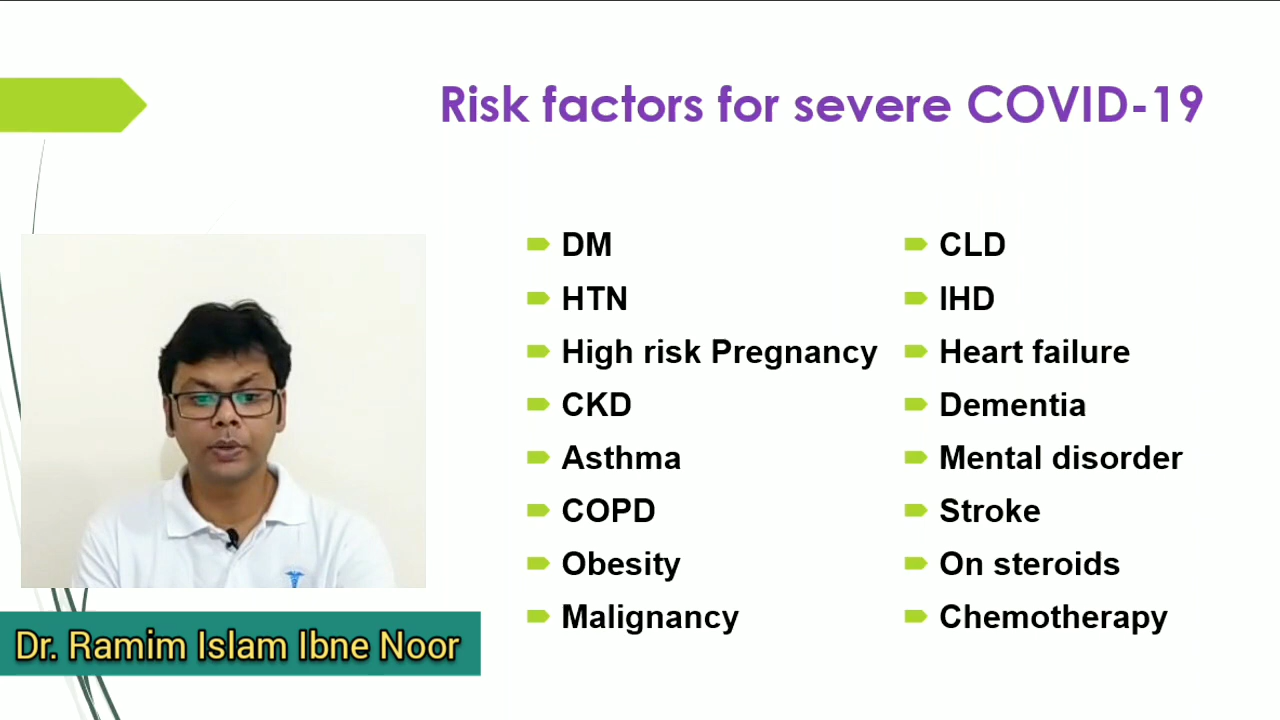 Risk factors for severe COVID-19
DM
HTN
High risk Pregnancy
CKD
Asthma
COPD
Obesity
Malignancy
CLD
IHD
Heart failure
Dementia
Mental disorder
Stroke
On steroids
Chemotherapy
Dr. Ramim Islam Ibne Noor